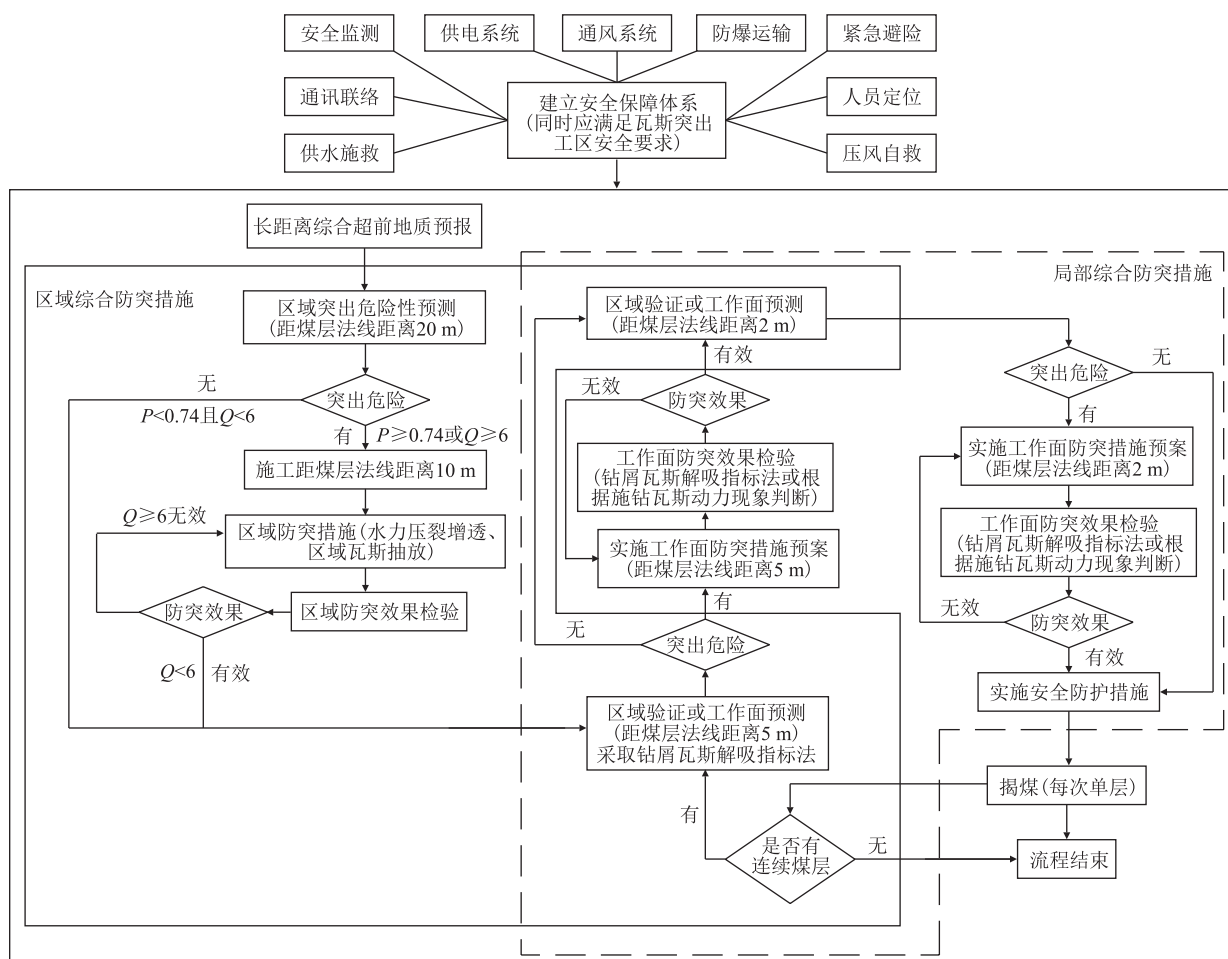 安全监测
供电系统
通风系统
防爆运输
紧急避险
通讯联络
建立安全保障体系
(同时应满足瓦斯突出
工区安全要求)
人员定位
供水施救
压风自救
长距离综合超前地质预报
区域综合防突措施
局部综合防突措施
区域突出危险性预测
(距煤层法线距离20 m)
无
突出危险
P<0.74且Q<6
有
P≥0.74或Q≥6
施工距煤层法线距离10 m
Q≥6无效
区域防突措施(水力压裂增透、
区域瓦斯抽放)
防突效果
区域防突效果检验
Q<6
有效
区域验证或工作面预测
(距煤层法线距离2 m)
有效
无效
防突效果
工作面防突效果检验
(钻屑瓦斯解吸指标法或根
据施钻瓦斯动力现象判断)
实施工作面防突措施预案
(距煤层法线距离5 m)
有
无
突出危险
区域验证或工作面预测
(距煤层法线距离5 m)
采取钻屑瓦斯解吸指标法
有
是否有
连续煤层
无
突出危险
无
有
实施工作面防突措施预案
(距煤层法线距离2 m)
工作面防突效果检验
(钻屑瓦斯解吸指标法或根
据施钻瓦斯动力现象判断)
无效
防突效果
有效
实施安全防护措施
揭煤(每次单层)
流程结束